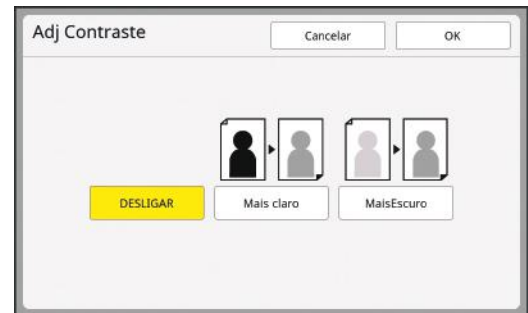 Adj Contraste
Cancelar
OK
DESLIGAR
Mais claro
MaisEscuro